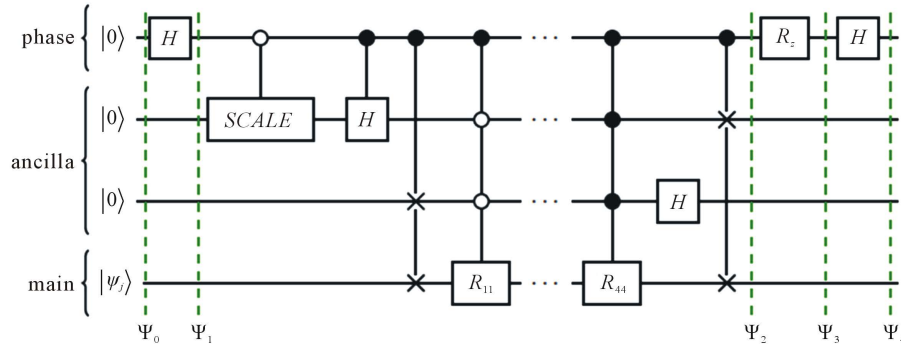 phase { |0⟩ H ··· R_z H
|0⟩ SCALE H ···
ancilla {
|0⟩ ··· H
main { |ψ_j⟩ R_11 ··· R_44
Ψ_0 Ψ_1 Ψ_2 Ψ_3 Ψ